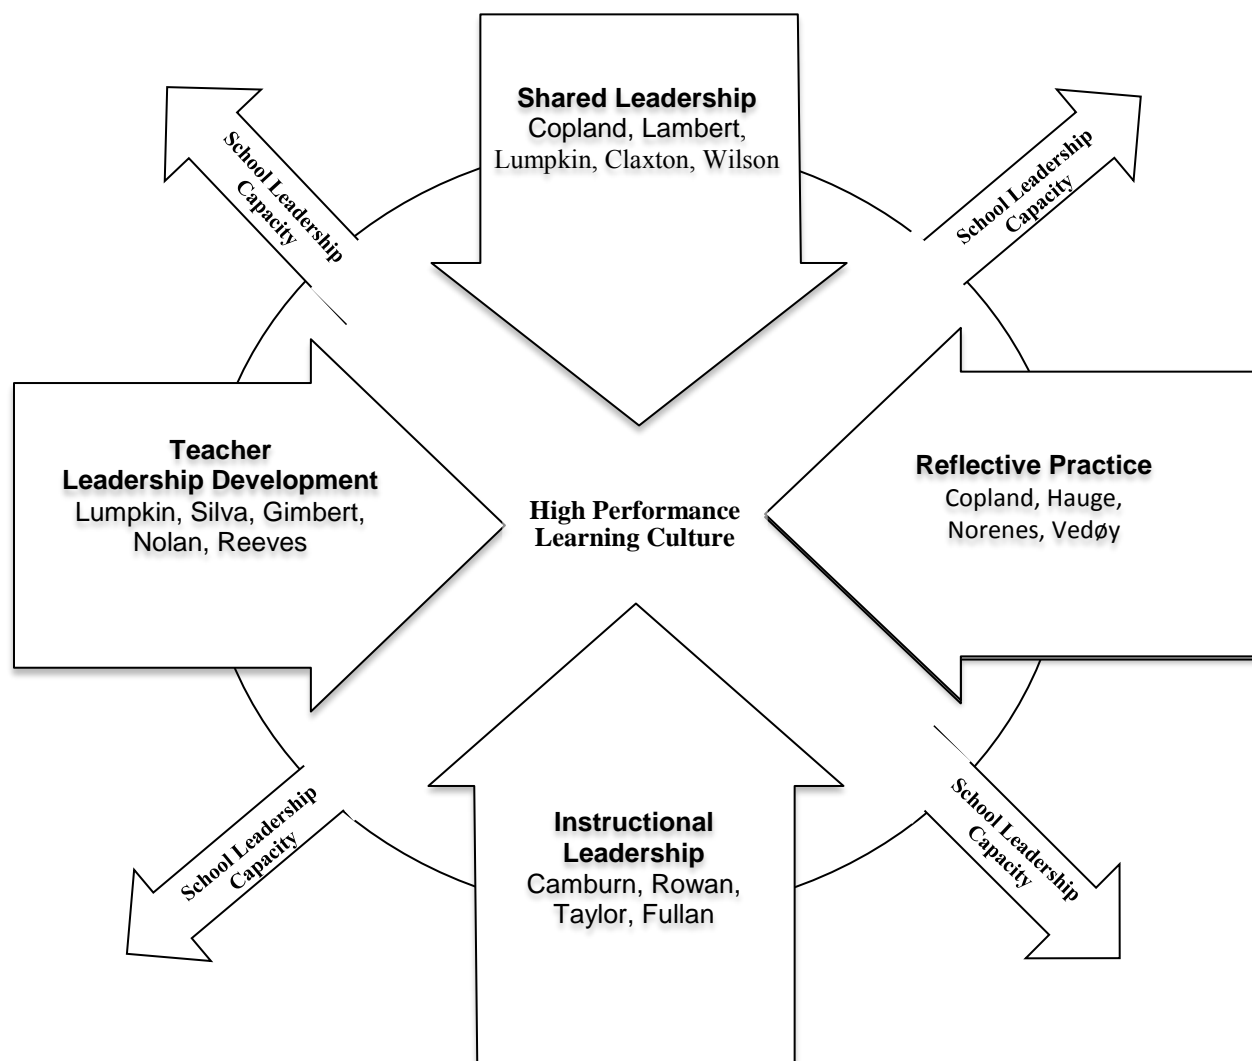 Shared Leadership
Copland, Lambert,
Lumpkin, Claxton, Wilson
School Leadership
Capacity
School Leadership
Capacity
Teacher
Leadership Development
Lumpkin, Silva, Gimbert,
Nolan, Reeves
High Performance
Learning Culture
Reflective Practice
Copland, Hauge,
Norenes, Vedøy
Instructional
Leadership
Camburn, Rowan,
Taylor, Fullan
School Leadership
Capacity
School Leadership
Capacity